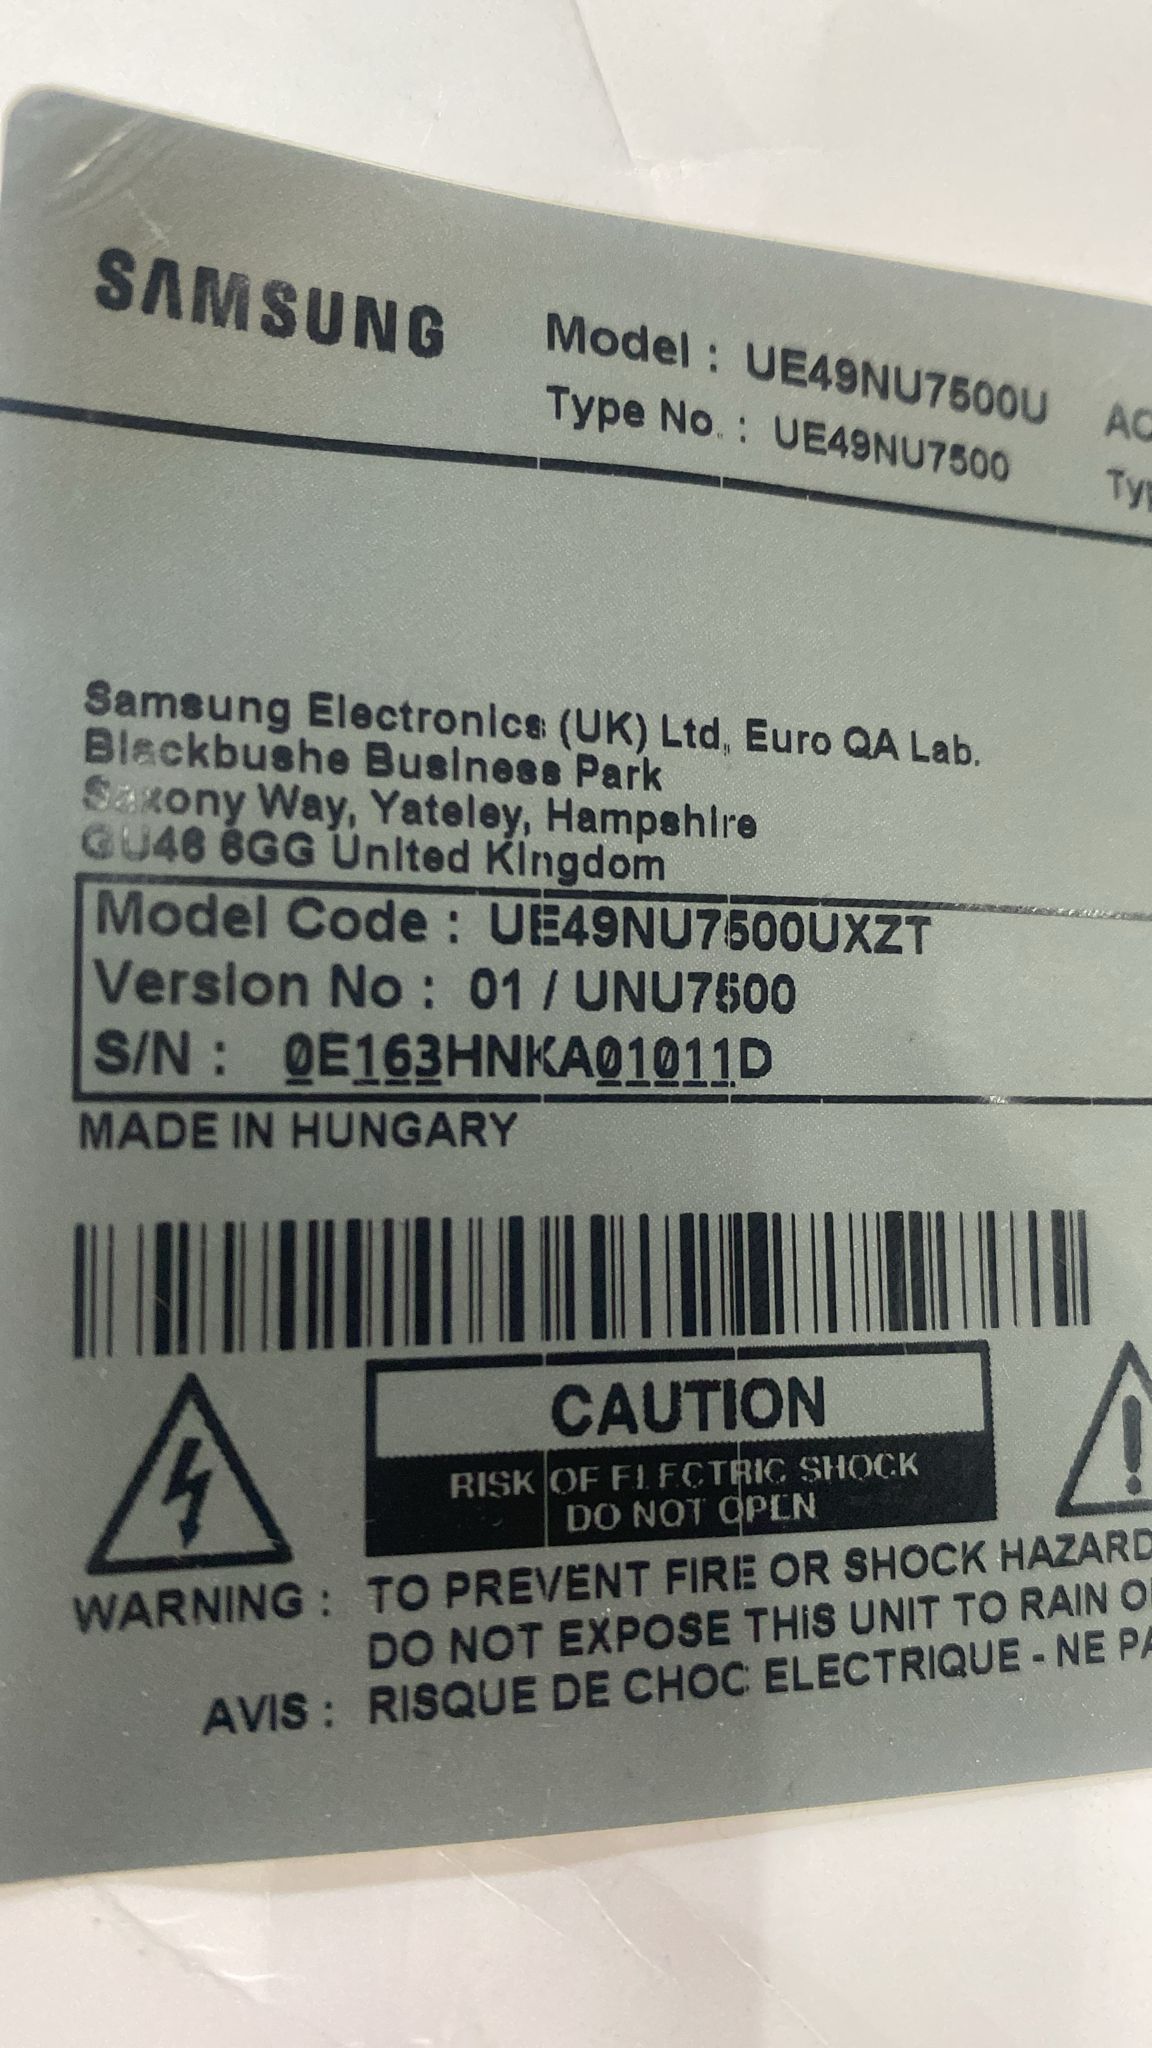 SAMSUNG
Model : UE49NU7500U
Type No. : UE49NU7500
Samsung Electronics (UK) Ltd, Euro QA Lab.
Blackbushe Business Park
Saxony Way, Yateley, Hampshire
GU46 6GG United Kingdom
Model Code : UE49NU7500UXZT
Version No : 01 / UNU7500
S/N : 0E163HNKA01011D
MADE IN HUNGARY
CAUTION
RISK OF ELECTRIC SHOCK
DO NOT OPEN
WARNING : TO PREVENT FIRE OR SHOCK HAZARD
DO NOT EXPOSE THIS UNIT TO RAIN
AVIS : RISQUE DE CHOC ELECTRIQUE - NE